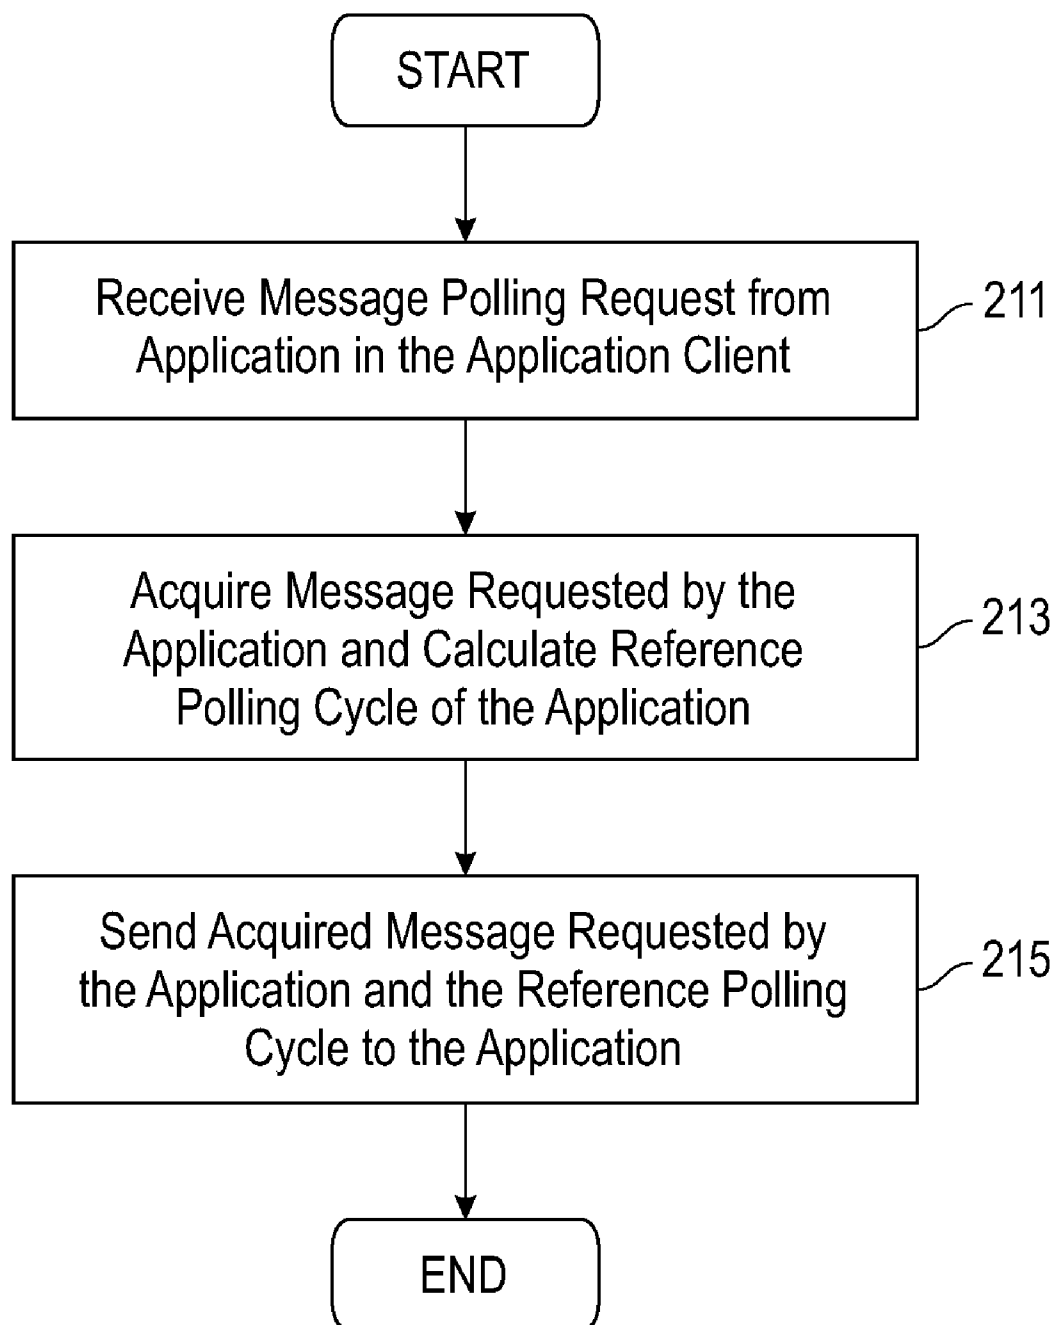 START
Receive Message Polling Request from
Application in the Application Client
211
Acquire Message Requested by the
Application and Calculate Reference
Polling Cycle of the Application
213
Send Acquired Message Requested by
the Application and the Reference Polling
Cycle to the Application
215
END